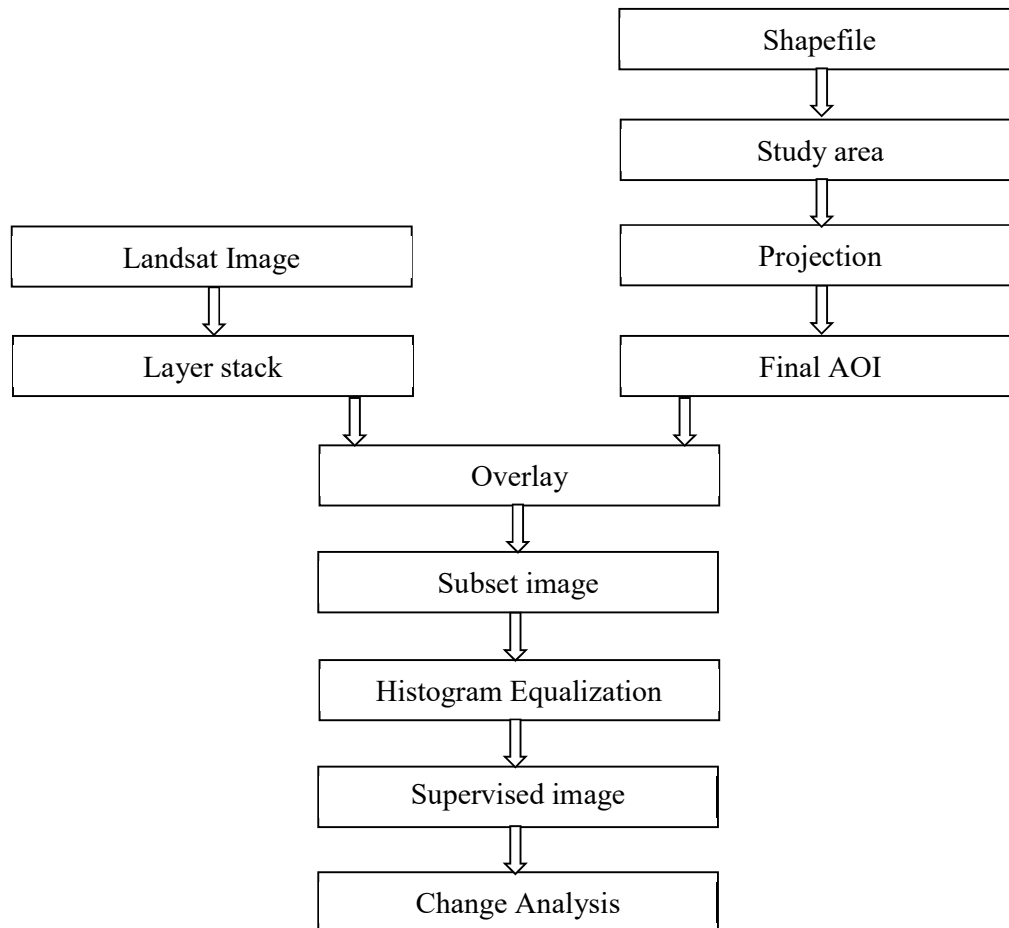 Shapefile
Study area
Landsat Image
Projection
Layer stack
Final AOI
Overlay
Subset image
Histogram Equalization
Supervised image
Change Analysis